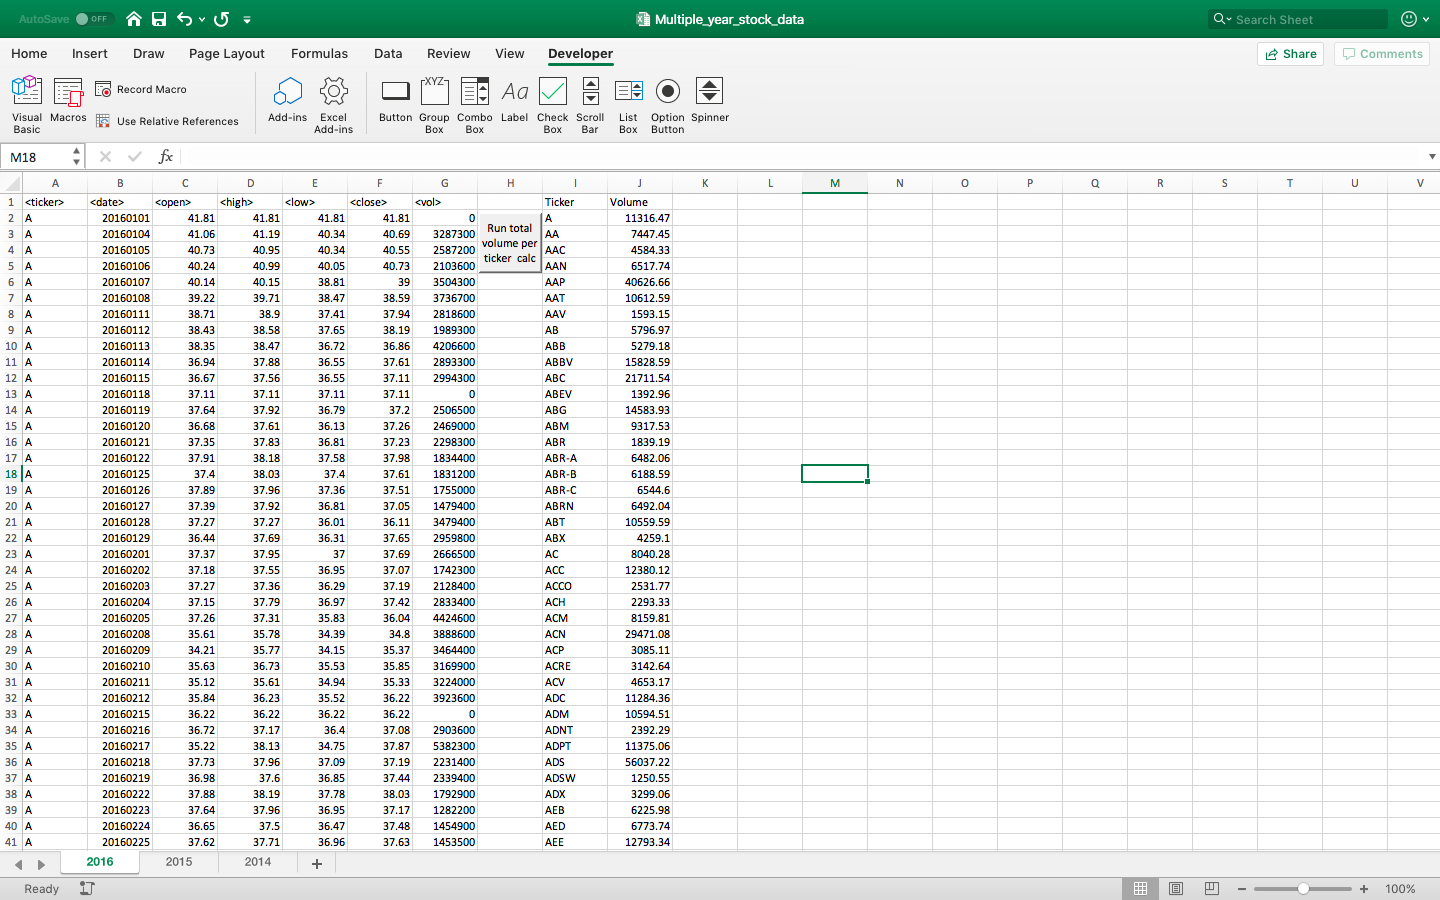 AutoSave OFF Multiple_year_stock_data Search Sheet
Home Insert Draw Page Layout Formulas Data Review View Developer Share Comments
Visual Basic Macros Record Macro Use Relative References Add-ins Excel Add-ins Button Group Box Combo Box Label Check Box Scroll Bar List Box Option Button Spinner
XYZ Aa
M18 fx
A B C D E F G H I J K L M N O P Q R S T U V
1 <ticker> <date> <open> <high> <low> <close> <vol> Ticker Volume
2 A 20160101 41.81 41.81 41.81 41.81 0 A 11316.47
Run total
volume per
ticker calc
3 A 20160104 41.06 41.19 40.34 40.69 3287300 AA 7447.45
4 A 20160105 40.73 40.95 40.34 40.55 2587200 AAC 4584.33
5 A 20160106 40.24 40.99 40.05 40.73 2103600 AAN 6517.74
6 A 20160107 40.14 40.15 38.81 39 3504300 AAP 40626.66
7 A 20160108 39.22 39.71 38.47 38.59 3736700 AAT 10612.59
8 A 20160111 38.71 38.9 37.41 37.94 2818600 AAV 1593.15
9 A 20160112 38.43 38.58 37.65 38.19 1989300 AB 5796.97
10 A 20160113 38.35 38.47 36.72 36.86 4206600 ABB 5279.18
11 A 20160114 36.94 37.88 36.55 37.61 2893300 ABBV 15828.59
12 A 20160115 36.67 37.56 36.55 37.11 2994300 ABC 21711.54
13 A 20160118 37.11 37.11 37.11 37.11 0 ABEV 1392.96
14 A 20160119 37.64 37.92 36.79 37.2 2506500 ABG 14583.93
15 A 20160120 36.68 37.61 36.13 37.26 2469000 ABM 9317.53
16 A 20160121 37.35 37.83 36.81 37.23 2298300 ABR 1839.19
17 A 20160122 37.91 38.18 37.58 37.98 1834400 ABR-A 6482.06
18 A 20160125 37.4 38.03 37.4 37.61 1831200 ABR-B 6188.59
19 A 20160126 37.89 37.96 37.36 37.51 1755000 ABR-C 6544.6
20 A 20160127 37.39 37.92 36.81 37.05 1479400 ABRN 6492.04
21 A 20160128 37.27 37.27 36.01 36.11 3479400 ABT 10559.59
22 A 20160129 36.44 37.69 36.31 37.65 2959800 ABX 4259.1
23 A 20160201 37.37 37.95 37 37.69 2666500 AC 8040.28
24 A 20160202 37.18 37.55 36.95 37.07 1742300 ACC 12380.12
25 A 20160203 37.27 37.36 36.29 37.19 2128400 ACCO 2531.77
26 A 20160204 37.15 37.79 36.97 37.42 2833400 ACH 2293.33
27 A 20160205 37.26 37.31 35.83 36.04 4424600 ACM 8159.81
28 A 20160208 35.61 35.78 34.39 34.8 3888600 ACN 29471.08
29 A 20160209 34.21 35.77 34.15 35.37 3464400 ACP 3085.11
30 A 20160210 35.63 36.73 35.53 35.85 3169900 ACRE 3142.64
31 A 20160211 35.12 35.61 34.94 35.33 3224000 ACV 4653.17
32 A 20160212 35.84 36.23 35.52 36.22 3923600 ADC 11284.36
33 A 20160215 36.22 36.22 36.22 36.22 0 ADM 10594.51
34 A 20160216 36.72 37.17 36.4 37.08 2903600 ADNT 2392.29
35 A 20160217 35.22 38.13 34.75 37.87 5382300 ADPT 11375.06
36 A 20160218 37.73 37.96 37.09 37.19 2231400 ADS 56037.22
37 A 20160219 36.98 37.6 36.85 37.44 2339400 ADSW 1250.55
38 A 20160222 37.88 38.19 37.78 38.03 1792900 ADX 3299.06
39 A 20160223 37.64 37.96 36.95 37.17 1282200 AEB 6225.98
40 A 20160224 36.65 37.5 36.47 37.48 1454900 AED 6773.74
41 A 20160225 37.62 37.71 36.96 37.63 1453500 AEE 12793.34
2016 2015 2014 +
Ready 100%